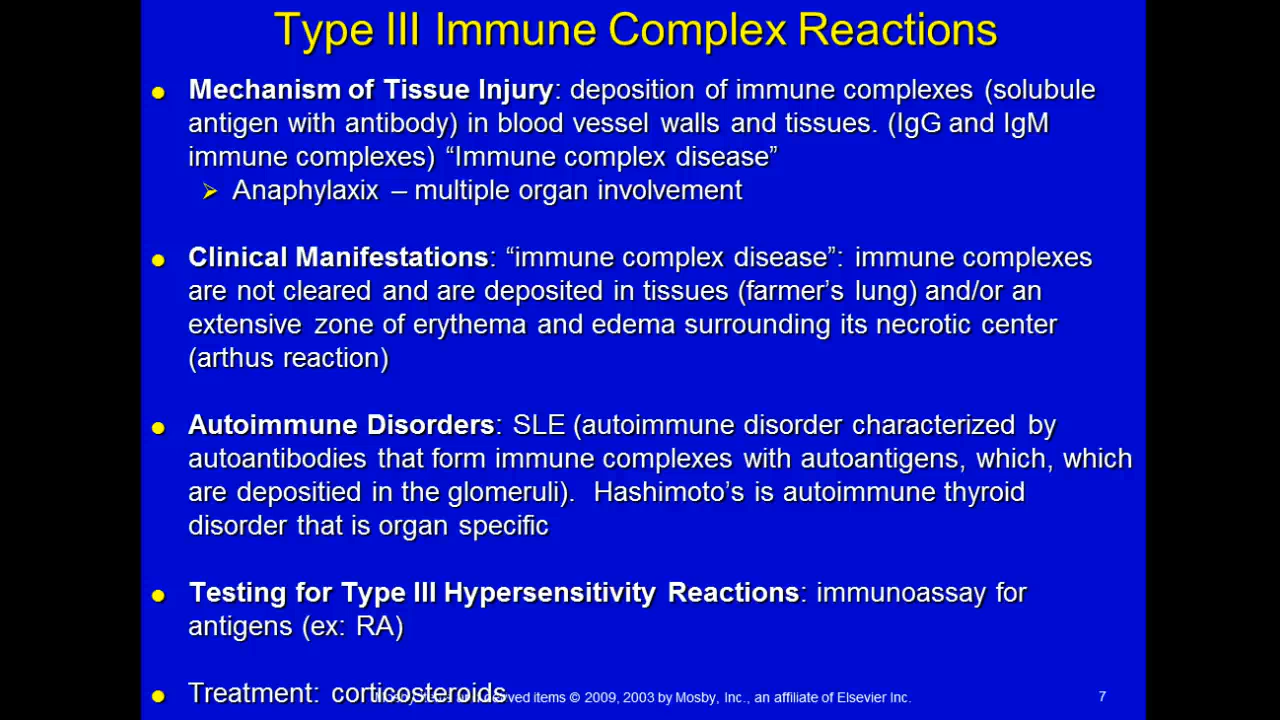 Type III Immune Complex Reactions
Mechanism of Tissue Injury: deposition of immune complexes (solubule
antigen with antibody) in blood vessel walls and tissues. (IgG and IgM
immune complexes) “Immune complex disease”
Anaphylaxix – multiple organ involvement
Clinical Manifestations: “immune complex disease”: immune complexes
are not cleared and are deposited in tissues (farmer’s lung) and/or an
extensive zone of erythema and edema surrounding its necrotic center
(arthus reaction)
Autoimmune Disorders: SLE (autoimmune disorder characterized by
autoantibodies that form immune complexes with autoantigens, which, which
are depositied in the glomeruli).  Hashimoto’s is autoimmune thyroid
disorder that is organ specific
Testing for Type III Hypersensitivity Reactions: immunoassay for
antigens (ex: RA)
Treatment: corticosteroids
items © 2009, 2003 by Mosby, Inc., an affiliate of Elsevier Inc.
7